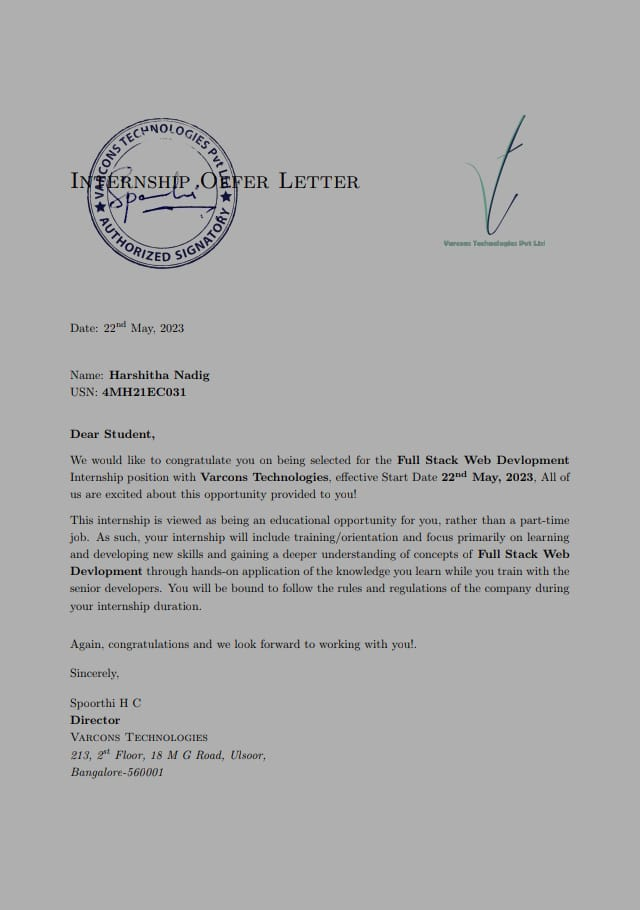 VARCONS TECHNOLOGIES Pvt Ltd
INTERNSHIP OFFER LETTER
AUTHORIZED SIGNATORY
Varcons Technologies Pvt Ltd
Date: 22nd May, 2023
Name: Harshitha Nadig
USN: 4MH21EC031
Dear Student,
We would like to congratulate you on being selected for the Full Stack Web Devlopment
Internship position with Varcons Technologies, effective Start Date 22nd May, 2023, All of
us are excited about this opportunity provided to you!
This internship is viewed as being an educational opportunity for you, rather than a part-time
job. As such, your internship will include training/orientation and focus primarily on learning
and developing new skills and gaining a deeper understanding of concepts of Full Stack Web
Devlopment through hands-on application of the knowledge you learn while you train with the
senior developers. You will be bound to follow the rules and regulations of the company during
your internship duration.
Again, congratulations and we look forward to working with you!.
Sincerely,
Spoorthi H C
Director
VARCONS TECHNOLOGIES
213, 2st Floor, 18 M G Road, Ulsoor,
Bangalore-560001